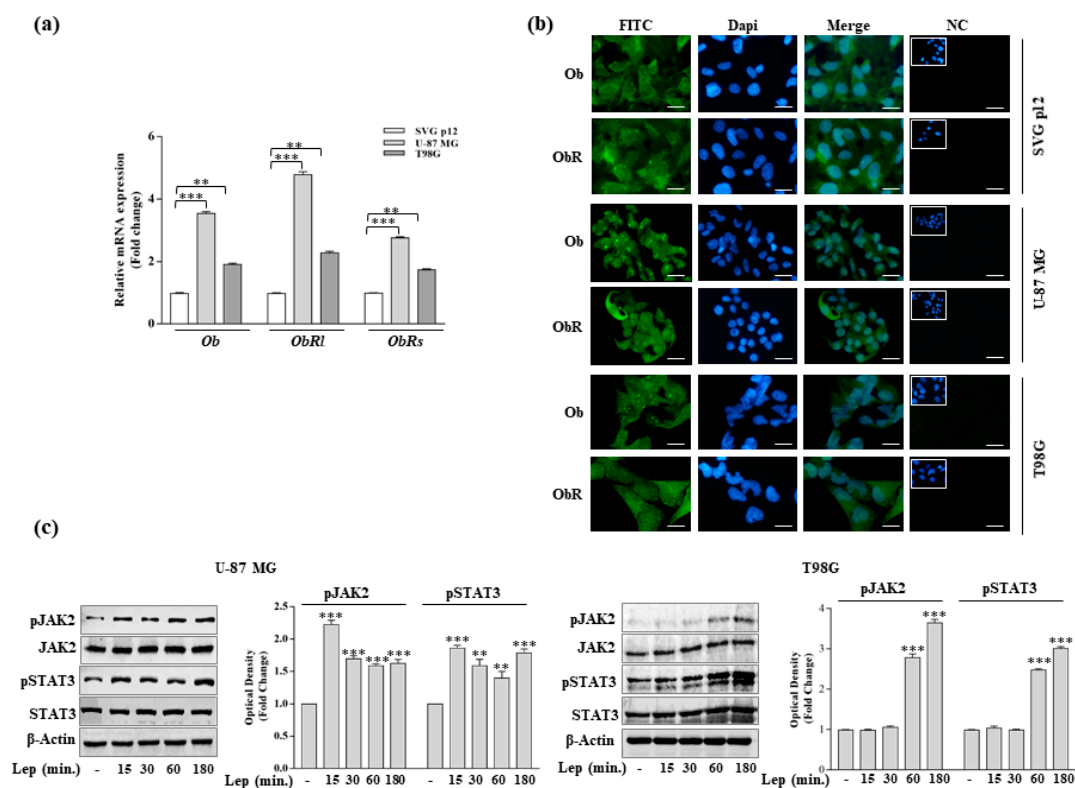 (a)
SVG p12
U-87 MG
T98G
Relative mRNA expression
(Fold change)
6
4
2
0
** *** ** *** ** ***
Ob ObRl ObRs
(b)
FITC Dapi Merge NC
Ob
ObR
SVG p12
Ob
ObR
U-87 MG
Ob
ObR
T98G
(c)
U-87 MG
pJAK2
JAK2
pSTAT3
STAT3
β-Actin
Lep (min.) - 15 30 60 180
pJAK2 pSTAT3
Optical Density
(Fold Change)
2.5
2.0
1.5
1.0
0.0
*** *** *** *** *** ** ** ***
Lep (min.) - 15 30 60 180 - 15 30 60 180
T98G
pJAK2
JAK2
pSTAT3
STAT3
β-Actin
Lep (min.) - 15 30 60 180
pJAK2 pSTAT3
Optical Density
(Fold Change)
4
3
2
1
0
*** *** *** ***
Lep (min.) - 15 30 60 180 - 15 30 60 180